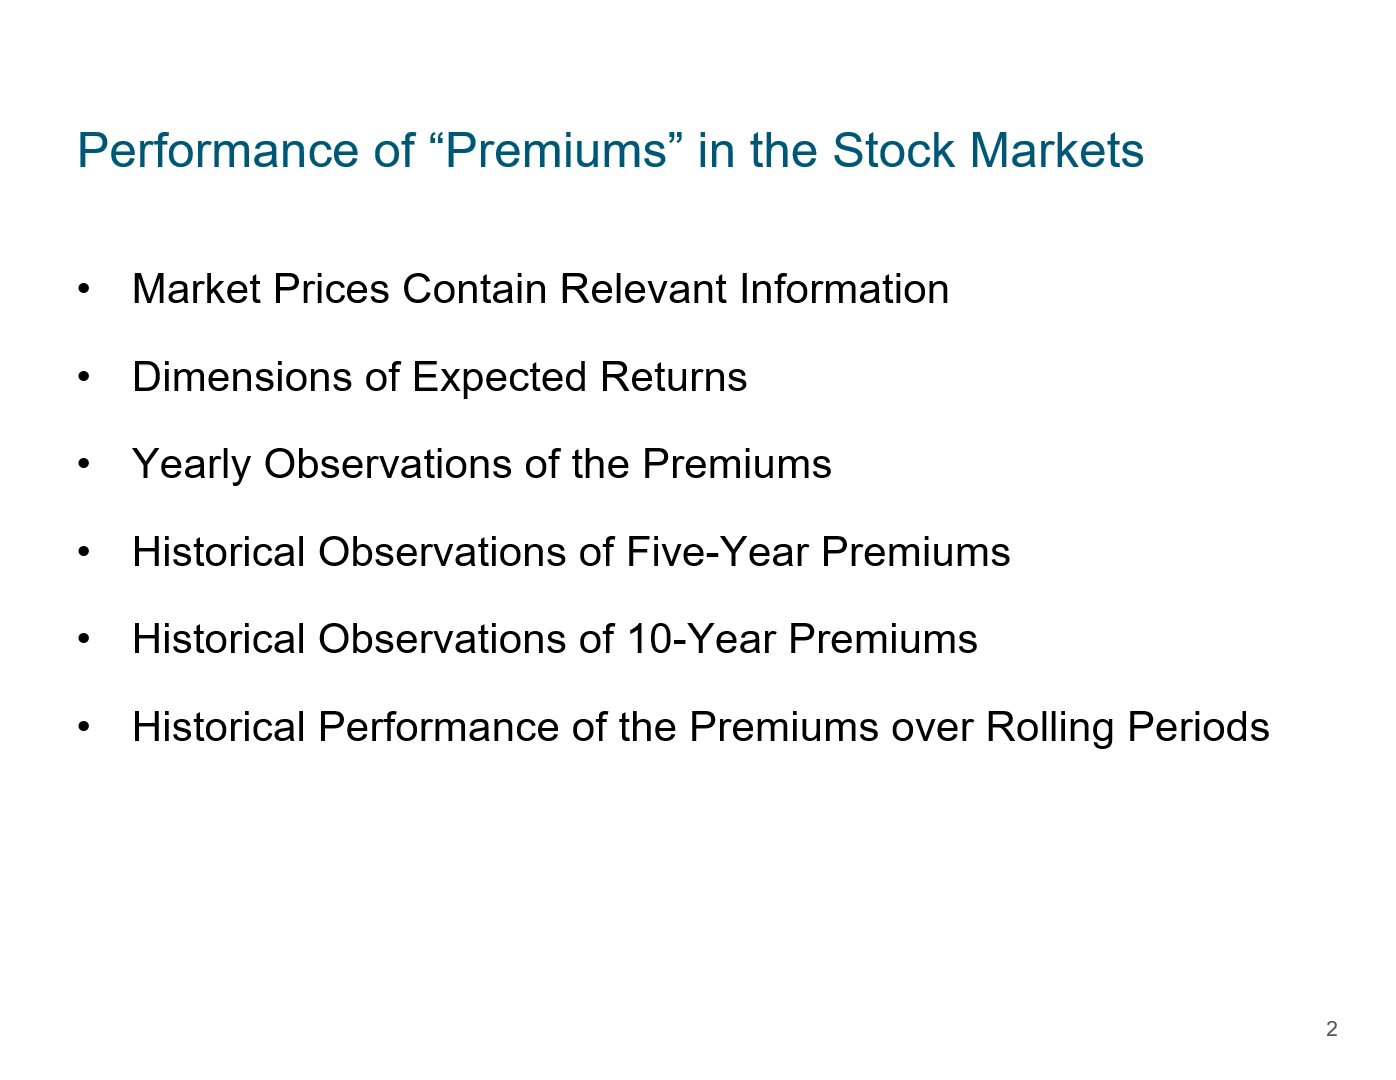 Performance of “Premiums” in the Stock Markets
• Market Prices Contain Relevant Information
• Dimensions of Expected Returns
• Yearly Observations of the Premiums
• Historical Observations of Five-Year Premiums
• Historical Observations of 10-Year Premiums
• Historical Performance of the Premiums over Rolling Periods
2